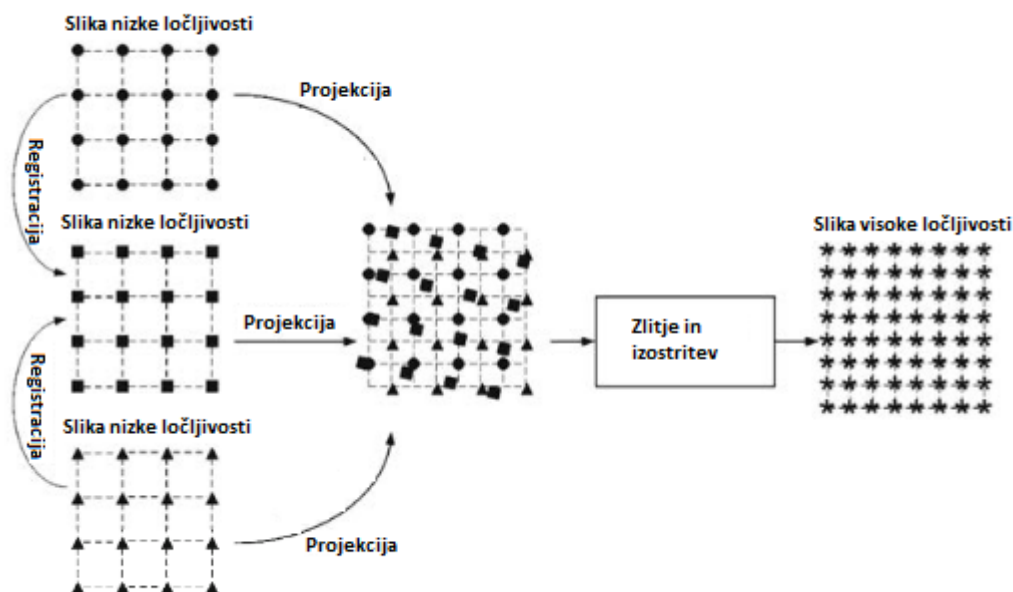 Slika nizke ločljivosti
Projekcija
Registracija
Slika nizke ločljivosti
Projekcija
Registracija
Slika nizke ločljivosti
Projekcija
Zlitje in
izostritev
Slika visoke ločljivosti